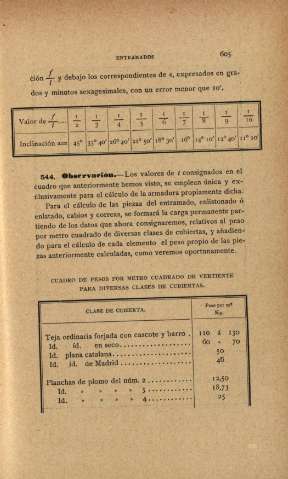 ENTRAMADOS 605
ción f/l y debajo los correspondientes de α, expresados en gra-
dos y minutos sexagesimales, con un error menor que 10'.
Valor de f/l = 1/2 1/3 1/4 1/5 1/6 1/7 1/8 1/9 1/10
Inclinación α= 45° 33° 40' 26° 40' 21° 50' 18° 30' 16° 14° 10' 12° 40' 11° 20'
544. Observación.—Los valores de t consignados en el
cuadro que anteriormente hemos visto, se emplean única y ex-
clusivamente para el cálculo de la armadura propiamente dicha.
Para el cálculo de las piezas del entramado, enlistonado ó
enlatado, cabios y correas, se formará la carga permanente par-
tiendo de los datos que ahora consignaremos, relativos al peso
por metro cuadrado de diversas clases de cubiertas, y añadien-
do para el cálculo de cada elemento el peso propio de las pie-
zas anteriormente calculadas, como veremos oportunamente.
CUADRO DE PESOS POR METRO CUADRADO DE VERTIENTE
PARA DIVERSAS CLASES DE CUBIERTAS.
CLASE DE CUBIERTA. Peso por m²
Kg.
Teja ordinaria forjada con cascote y barro . 110 á 130
Id. id. en seco 60 » 70
Id. plana catalana 50
Id. id. de Madrid 46
Planchas de plomo del núm. 2 12,50
Id. » » » 3 18,73
Id. » » » 4 25